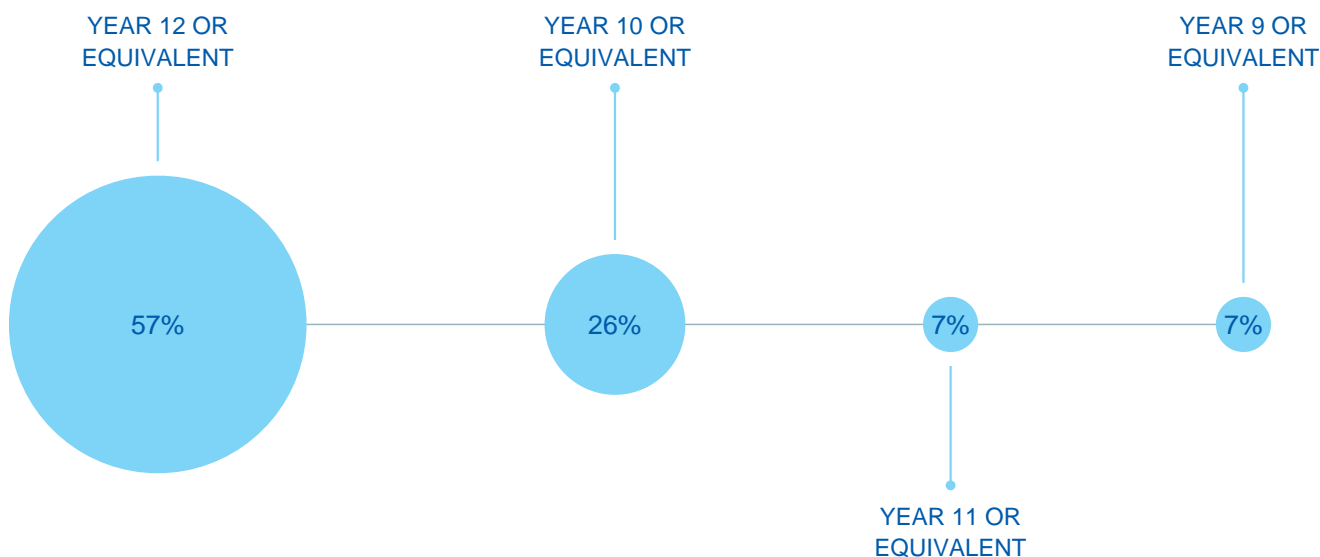 YEAR 12 OR
EQUIVALENT
YEAR 10 OR
EQUIVALENT
YEAR 9 OR
EQUIVALENT
57%
26%
7%
7%
YEAR 11 OR
EQUIVALENT